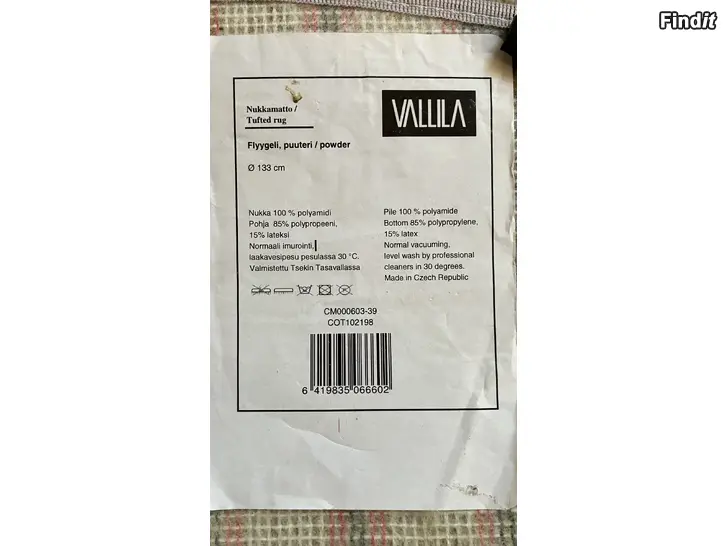 Findit
Nukkamatto /
Tufted rug
VALLILA
Flyygeli, puuteri / powder
Ø 133 cm
Nukka 100 % polyamidi
Pohja 85% polypropeeni,
15% lateksi
Normaali imurointi,
laakavesipesu pesulassa 30 °C.
Valmistettu Tsekin Tasavallassa
Pile 100 % polyamide
Bottom 85% polypropylene,
15% latex
Normal vacuuming,
level wash by professional
cleaners in 30 degrees.
Made in Czech Republic
CM000603-39
COT102198
6 419835 066602